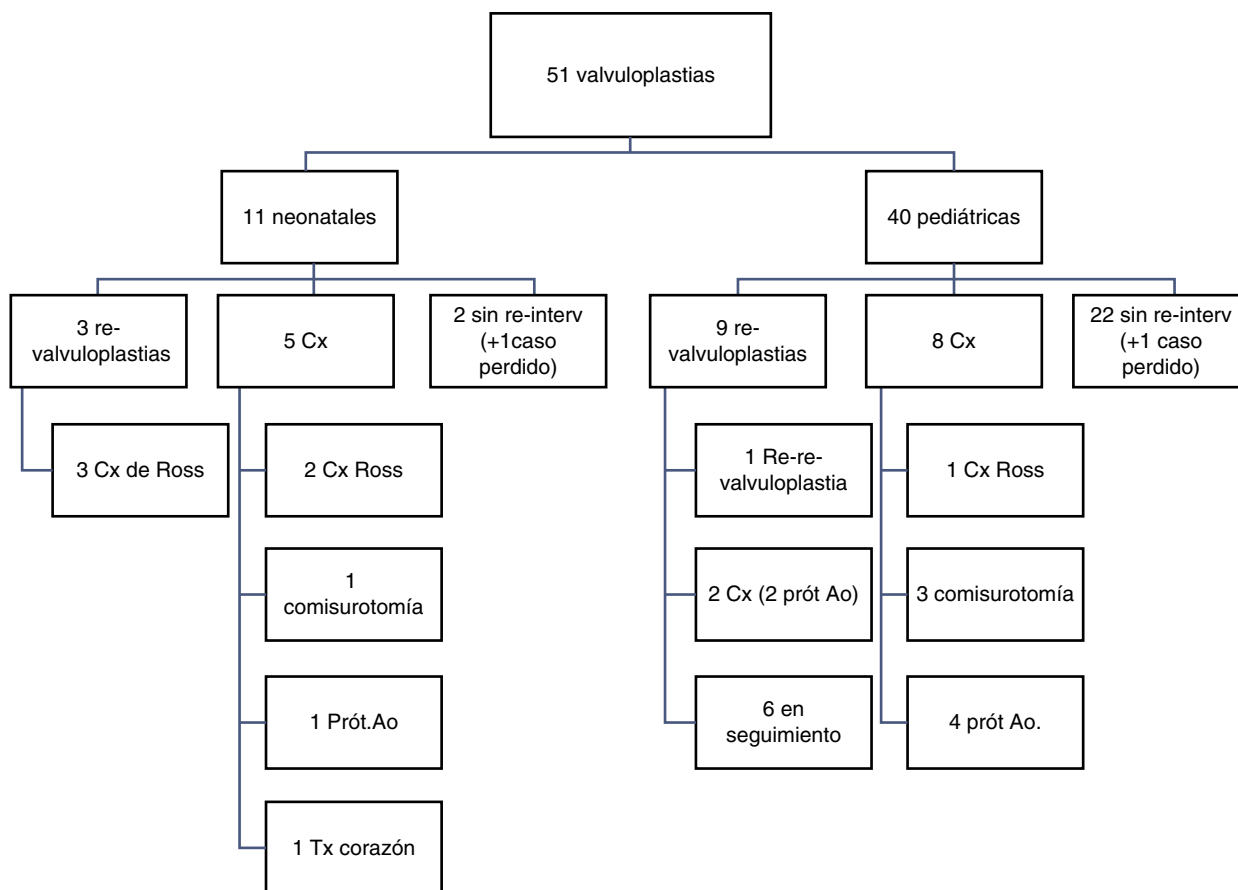 51 valvuloplastias
11 neonatales
40 pediátricas
3 re-
valvuloplastias
5 Cx
2 sin re-interv
(+1caso
perdido)
9 re-
valvuloplastias
8 Cx
22 sin re-interv
(+1 caso
perdido)
3 Cx de Ross
2 Cx Ross
1 Re-re-
valvuloplastia
1 Cx Ross
1
comisurotomía
2 Cx (2 prót Ao)
3 comisurotomía
1 Prót.Ao
6 en
seguimiento
4 prót Ao.
1 Tx corazón